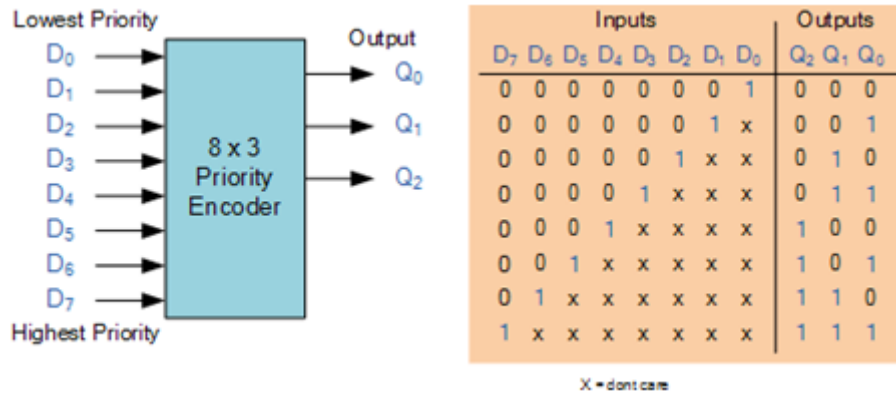 Lowest Priority
D₀
D₁
D₂
D₃
D₄
D₅
D₆
D₇
Highest Priority
8 x 3
Priority
Encoder
Output
Q₀
Q₁
Q₂
Inputs Outputs
D₇ D₆ D₅ D₄ D₃ D₂ D₁ D₀ Q₂ Q₁ Q₀
0 0 0 0 0 0 0 1 0 0 0
0 0 0 0 0 0 1 x 0 0 1
0 0 0 0 0 1 x x 0 1 0
0 0 0 0 1 x x x 0 1 1
0 0 0 1 x x x x 1 0 0
0 0 1 x x x x x 1 0 1
0 1 x x x x x x 1 1 0
1 x x x x x x x 1 1 1
X = dont care